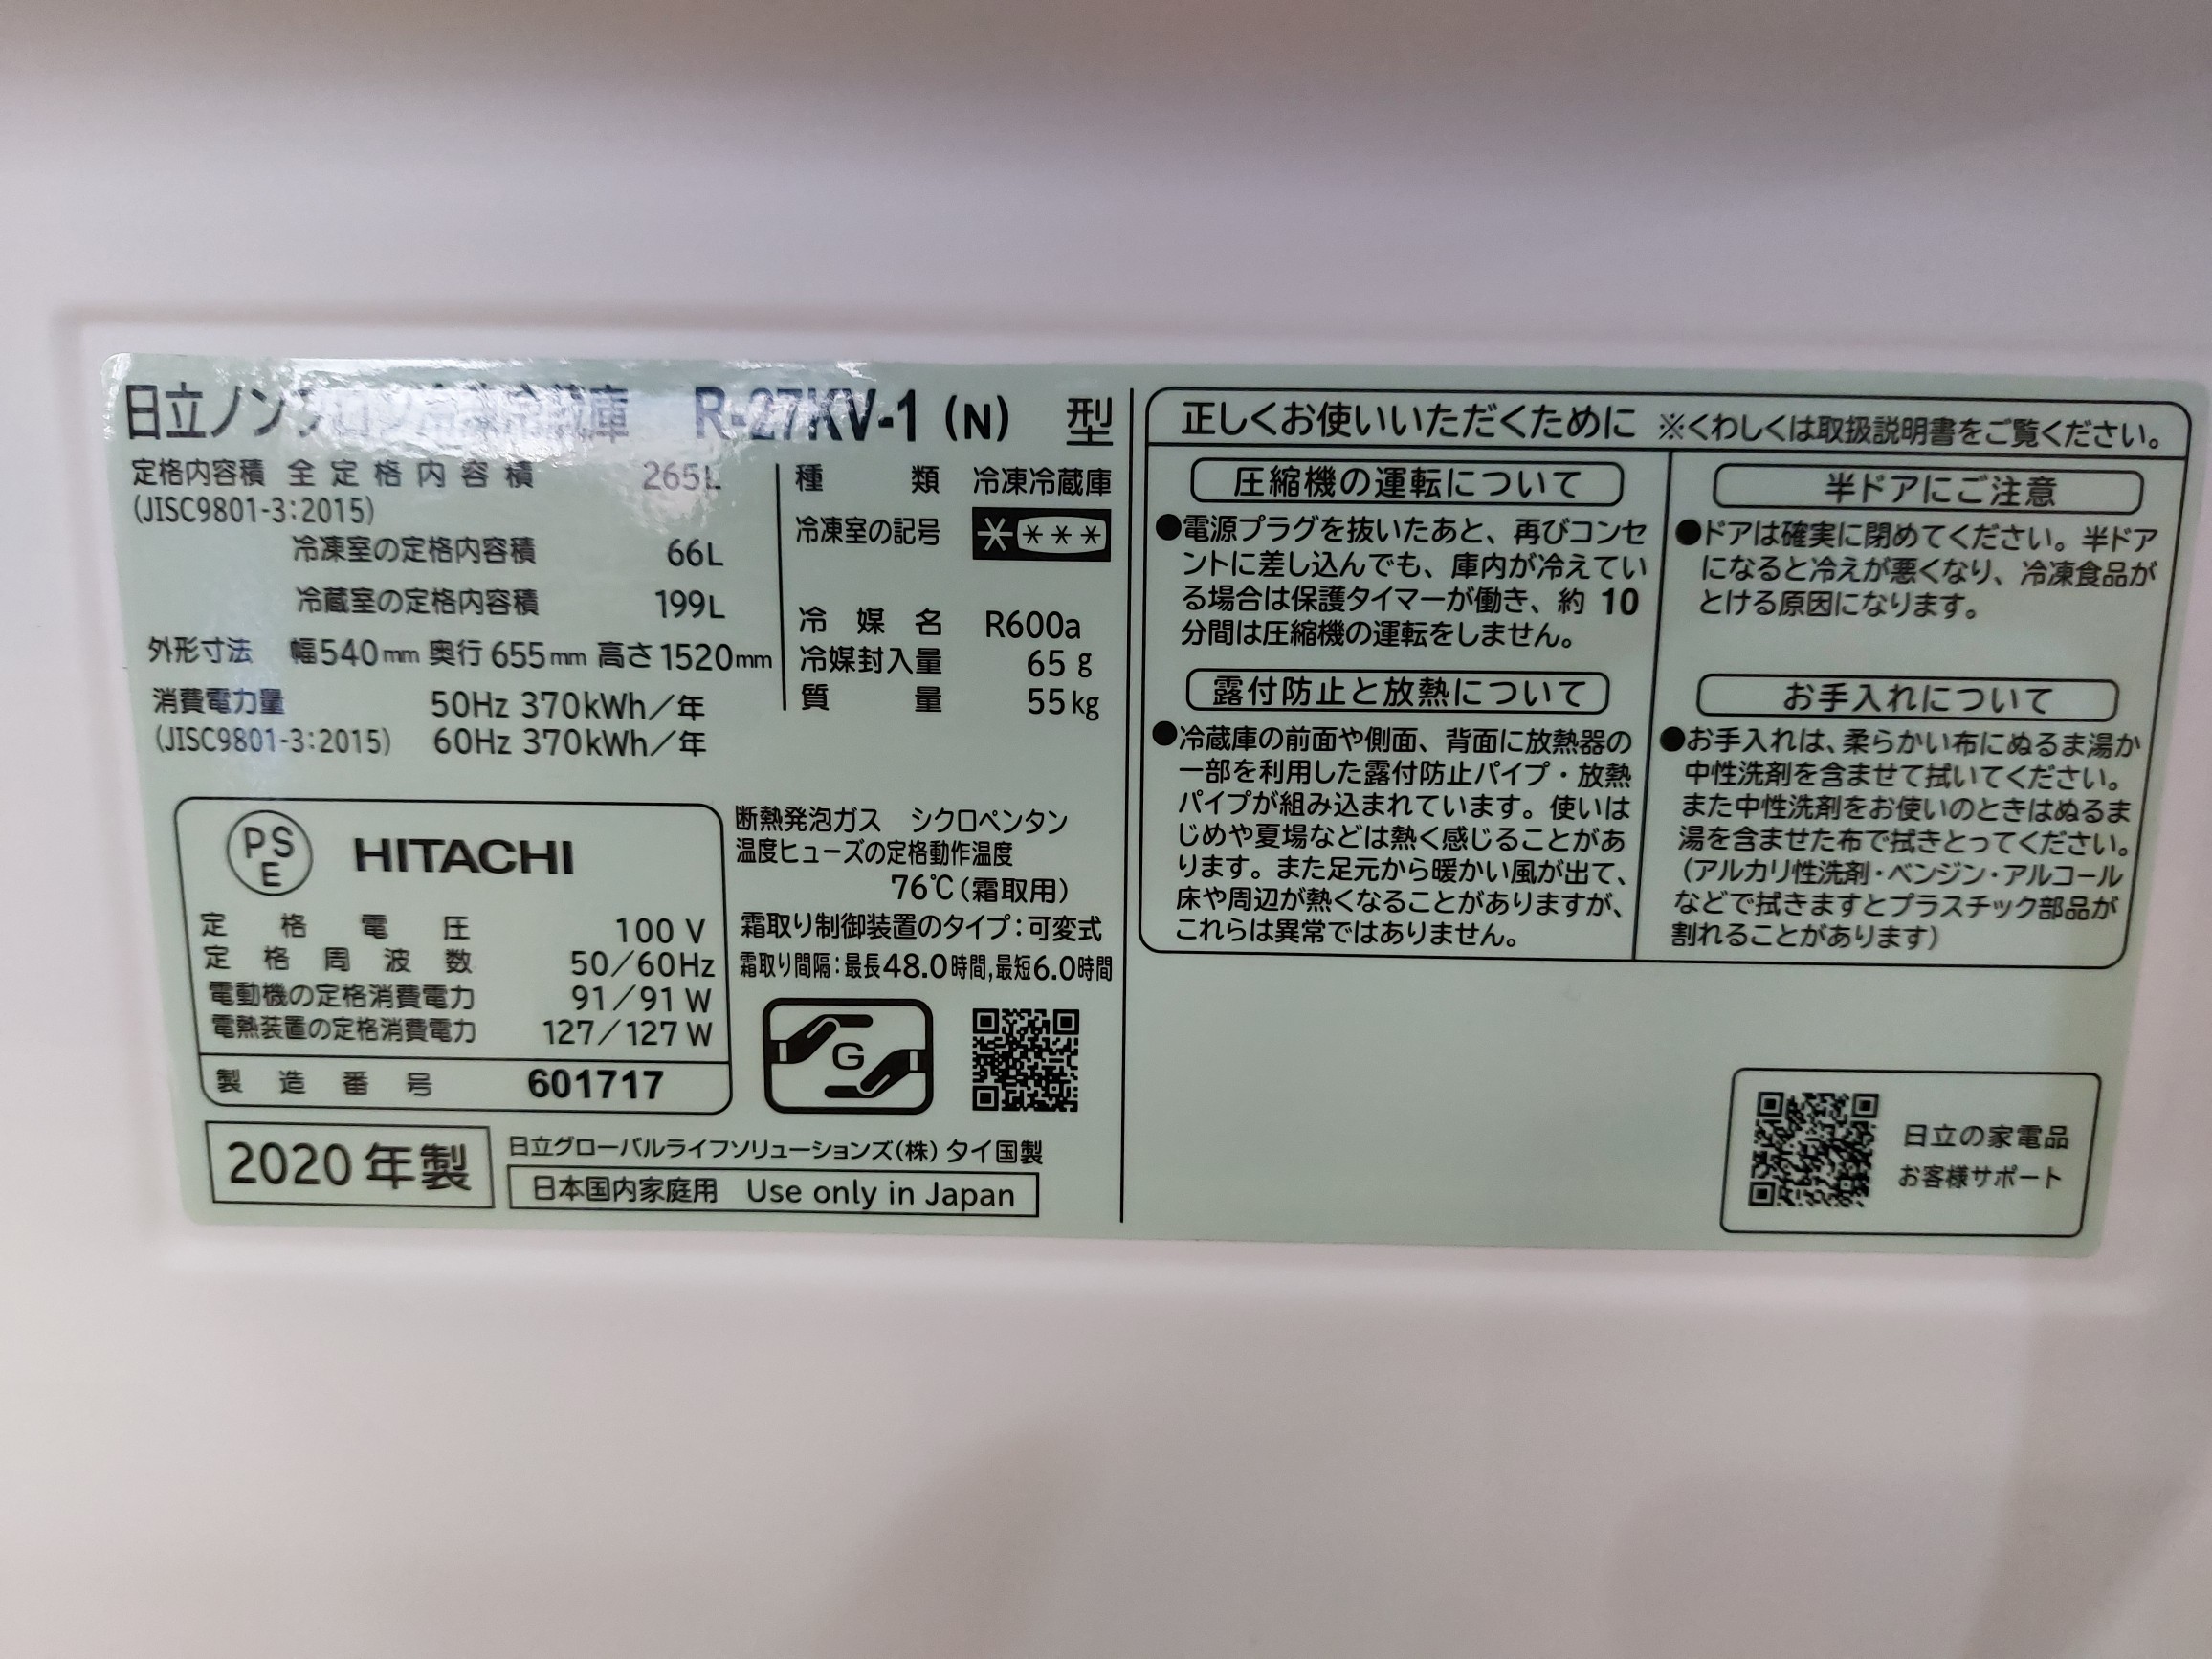 日立ノンフロン冷凍冷蔵庫 R-27KV-1 (N) 型
定格内容積 全定格内容積 265L
(JISC9801-3:2015)
冷凍室の定格内容積 66L
冷蔵室の定格内容積 199L
外形寸法 幅540mm 奥行655mm 高さ1520mm
消費電力量 50Hz 370kWh/年
(JISC9801-3:2015) 60Hz 370kWh/年
種類 冷凍冷蔵庫
冷凍室の記号 * ***
冷媒名 R600a
冷媒封入量 65g
質量 55kg
PSE HITACHI
定格電圧 100V
定格周波数 50/60Hz
電動機の定格消費電力 91/91W
電熱装置の定格消費電力 127/127W
製造番号 601717
断熱発泡ガス シクロペンタン
温度ヒューズの定格動作温度
76℃(霜取用)
霜取り制御装置のタイプ:可変式
霜取り間隔:最長48.0時間,最短6.0時間
G
2020年製
日立グローバルライフソリューションズ(株) タイ国製
日本国内家庭用 Use only in Japan
正しくお使いいただくために ※くわしくは取扱説明書をご覧ください。
圧縮機の運転について
●電源プラグを抜いたあと、再びコンセ
ントに差し込んでも、庫内が冷えてい
る場合は保護タイマーが働き、約 10
分間は圧縮機の運転をしません。
露付防止と放熱について
●冷蔵庫の前面や側面、背面に放熱器の
一部を利用した露付防止パイプ・放熱
パイプが組み込まれています。使いは
じめや夏場などは熱く感じることがあ
ります。また足元から暖かい風が出て、
床や周辺が熱くなることがありますが、
これらは異常ではありません。
半ドアにご注意
●ドアは確実に閉めてください。半ドア
になると冷えが悪くなり、冷凍食品が
とける原因になります。
お手入れについて
●お手入れは、柔らかい布にぬるま湯か
中性洗剤を含ませて拭いてください。
また中性洗剤をお使いのときはぬるま
湯を含ませた布で拭きとってください。
(アルカリ性洗剤・ベンジン・アルコール
などで拭きますとプラスチック部品が
割れることがあります)
日立の家電品
お客様サポート